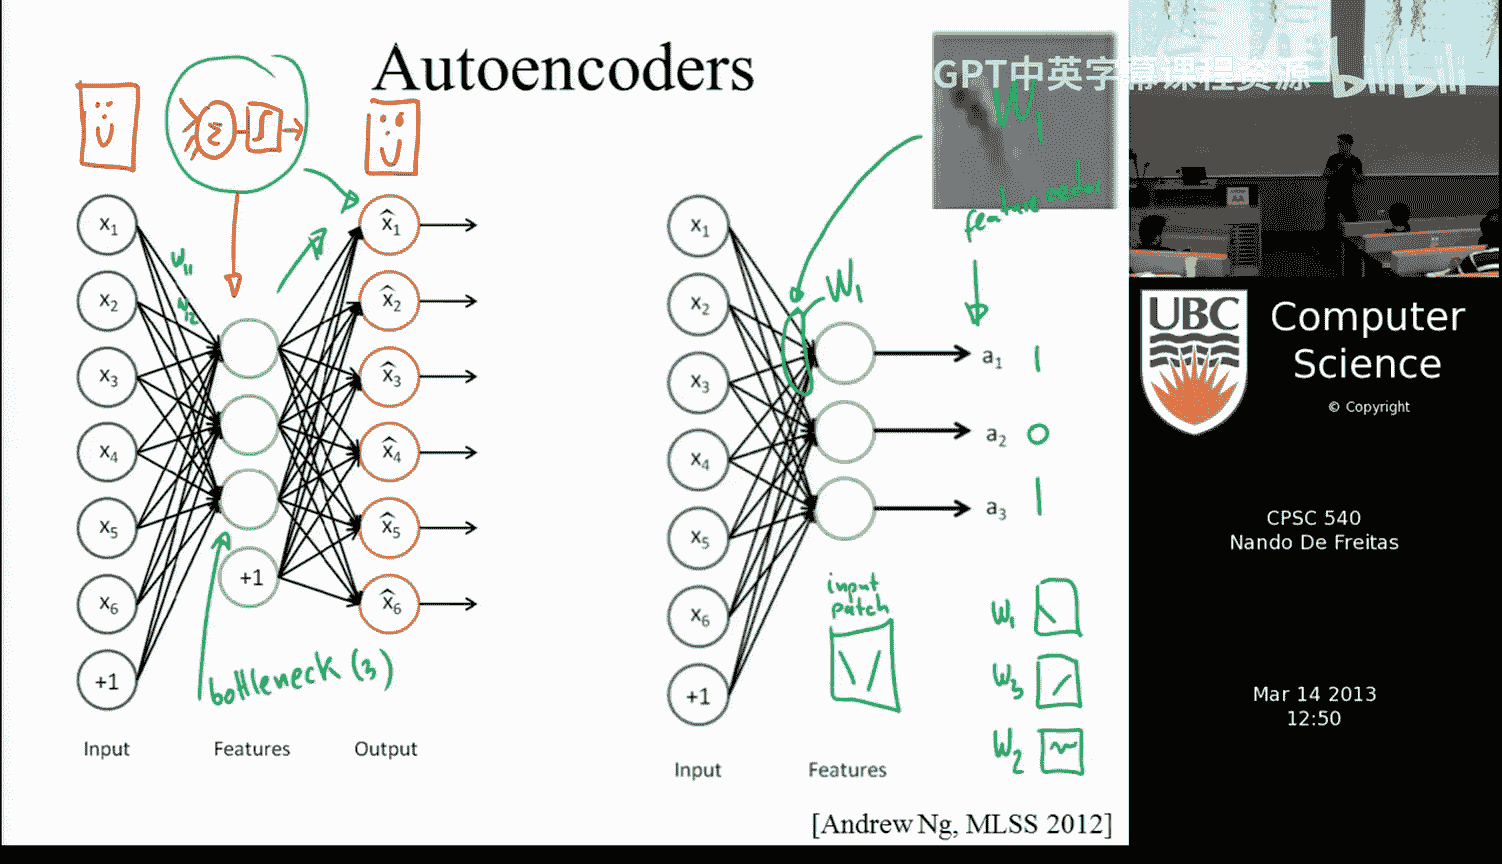 Autoencoders
GPT中英字幕课程资源
bilibili
W1
feature vector
Σ
x1
x2
x3
x4
x5
x6
+1
W11
W12
+1
x̂1
x̂2
x̂3
x̂4
x̂5
x̂6
bottleneck (3)
Input
Features
Output
x1
x2
x3
x4
x5
x6
+1
W1
a1 1
a2 0
a3 1
input
patch
W1
W3
W2
Input
Features
[Andrew Ng, MLSS 2012]
UBC
Computer
Science
© Copyright
CPSC 540
Nando De Freitas
Mar 14 2013
12:50